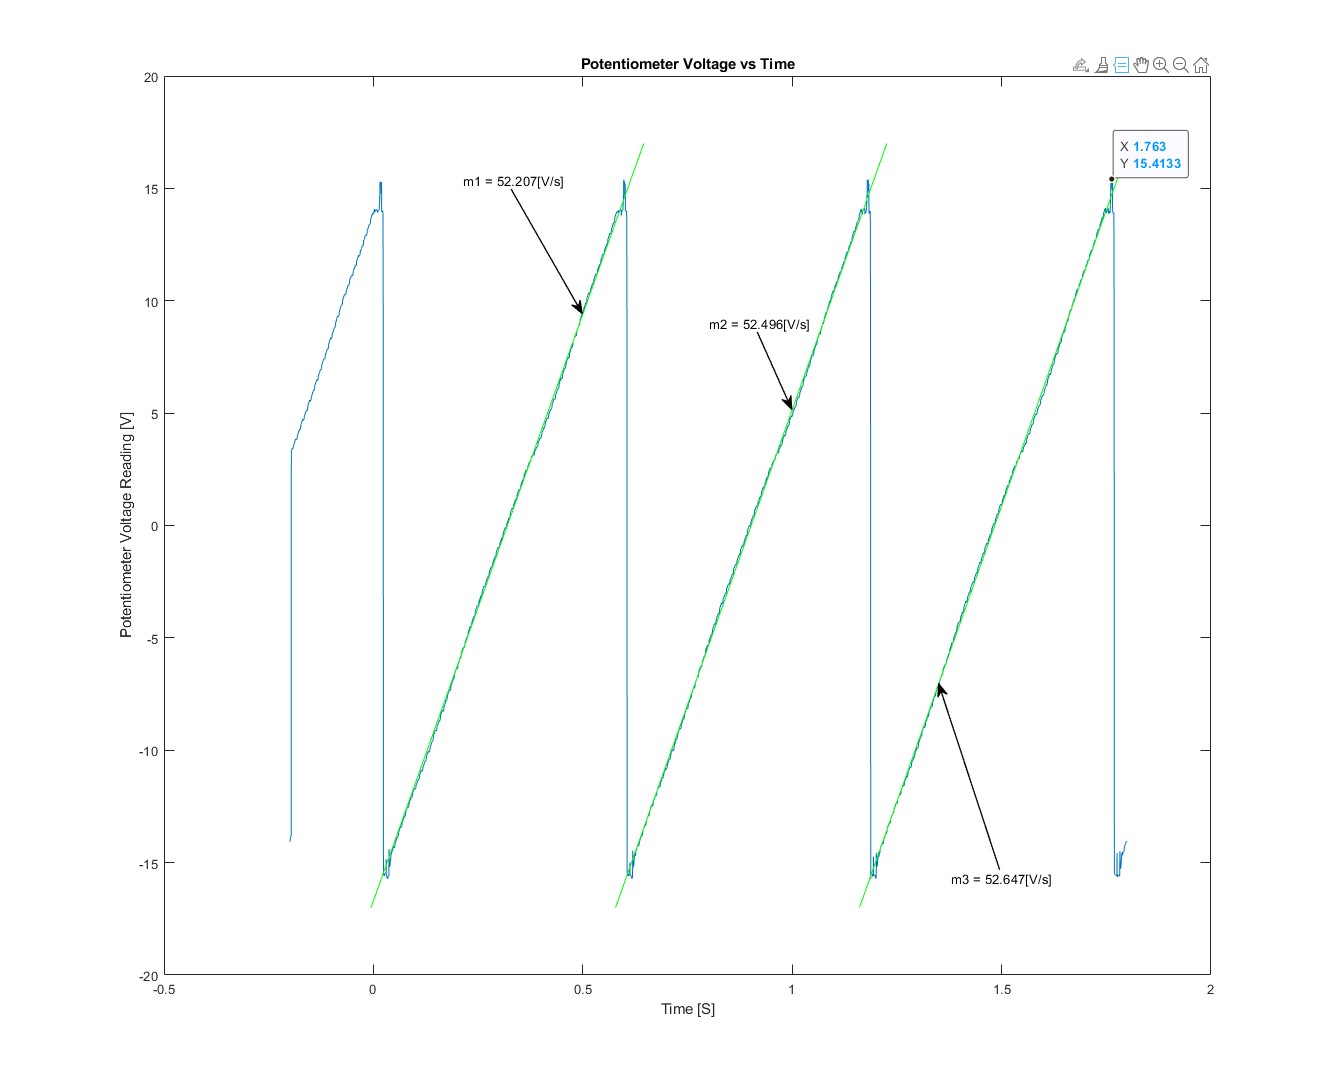 Potentiometer Voltage vs Time
20
15
10
5
0
-5
-10
-15
-20
Potentiometer Voltage Reading [V]
m1 = 52.207[V/s]
m2 = 52.496[V/s]
m3 = 52.647[V/s]
X 1.763
Y 15.4133
-0.5
0
0.5
1
1.5
2
Time [S]